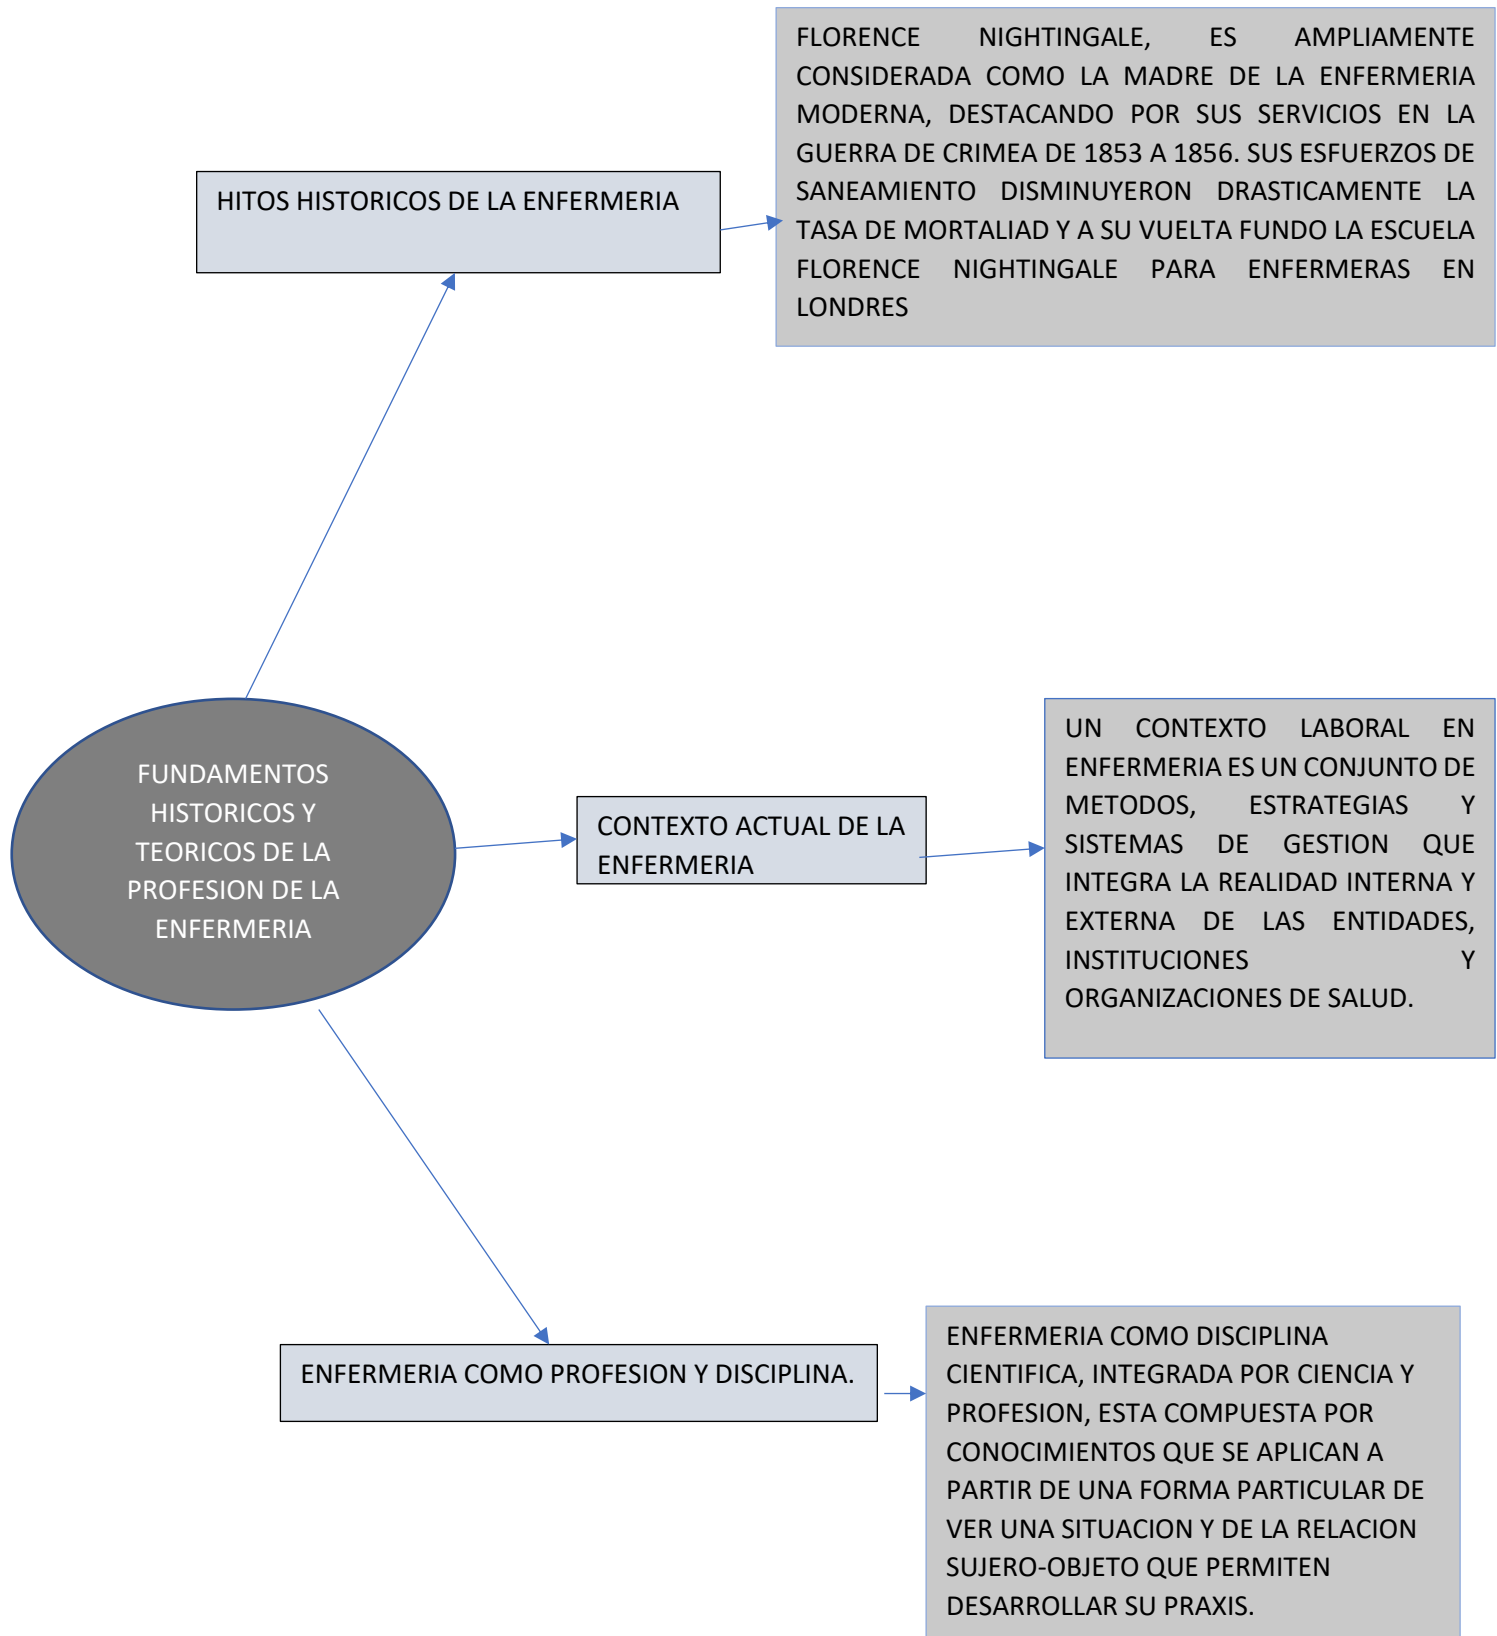 FLORENCE NIGHTINGALE, ES AMPLIAMENTE
CONSIDERADA COMO LA MADRE DE LA ENFERMERIA
MODERNA, DESTACANDO POR SUS SERVICIOS EN LA
GUERRA DE CRIMEA DE 1853 A 1856. SUS ESFUERZOS DE
SANEAMIENTO DISMINUYERON DRASTICAMENTE LA
TASA DE MORTALIAD Y A SU VUELTA FUNDO LA ESCUELA
FLORENCE NIGHTINGALE PARA ENFERMERAS EN
LONDRES
HITOS HISTORICOS DE LA ENFERMERIA
FUNDAMENTOS
HISTORICOS Y
TEORICOS DE LA
PROFESION DE LA
ENFERMERIA
CONTEXTO ACTUAL DE LA
ENFERMERIA
UN CONTEXTO LABORAL EN
ENFERMERIA ES UN CONJUNTO DE
METODOS, ESTRATEGIAS Y
SISTEMAS DE GESTION QUE
INTEGRA LA REALIDAD INTERNA Y
EXTERNA DE LAS ENTIDADES,
INSTITUCIONES Y
ORGANIZACIONES DE SALUD.
ENFERMERIA COMO PROFESION Y DISCIPLINA.
ENFERMERIA COMO DISCIPLINA
CIENTIFICA, INTEGRADA POR CIENCIA Y
PROFESION, ESTA COMPUESTA POR
CONOCIMIENTOS QUE SE APLICAN A
PARTIR DE UNA FORMA PARTICULAR DE
VER UNA SITUACION Y DE LA RELACION
SUJERO-OBJETO QUE PERMITEN
DESARROLLAR SU PRAXIS.